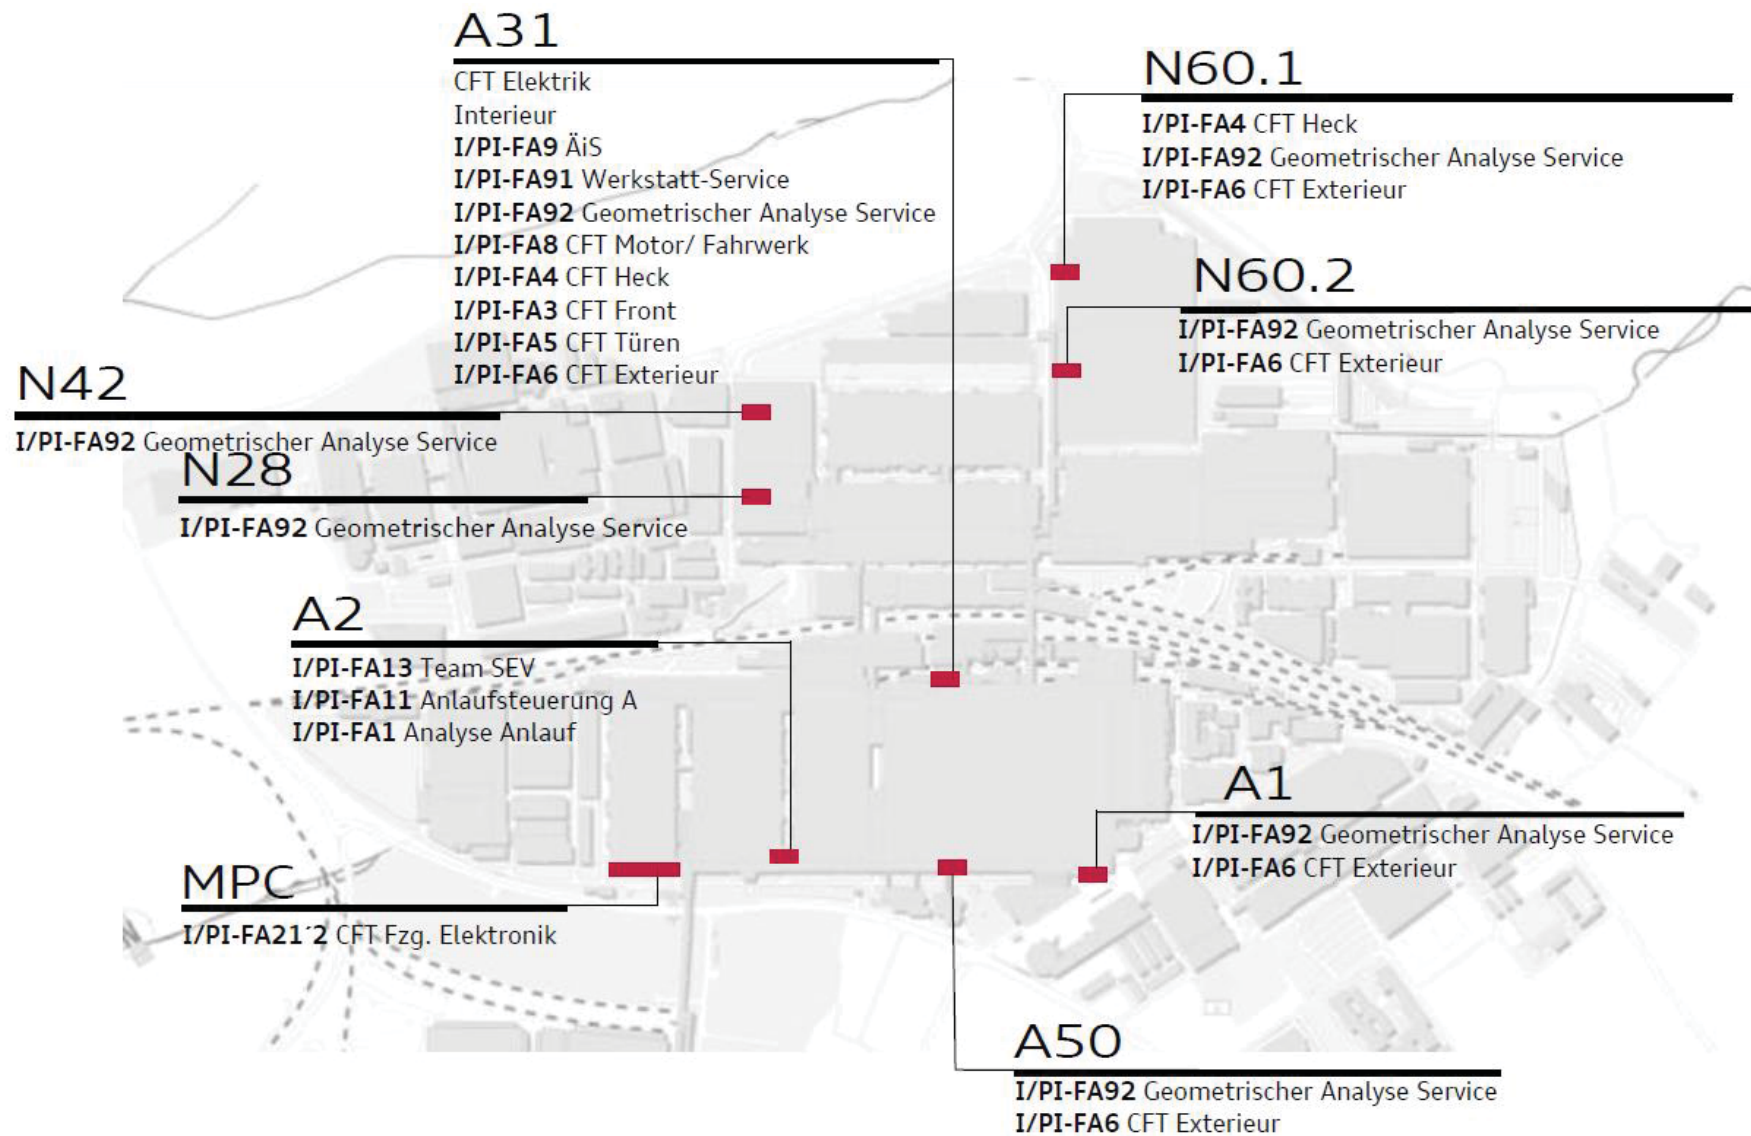 A31
CFT Elektrik
Interieur
I/PI-FA9 ÄiS
I/PI-FA91 Werkstatt-Service
I/PI-FA92 Geometrischer Analyse Service
I/PI-FA8 CFT Motor/ Fahrwerk
I/PI-FA4 CFT Heck
I/PI-FA3 CFT Front
I/PI-FA5 CFT Türen
I/PI-FA6 CFT Exterieur
N60.1
I/PI-FA4 CFT Heck
I/PI-FA92 Geometrischer Analyse Service
I/PI-FA6 CFT Exterieur
N60.2
I/PI-FA92 Geometrischer Analyse Service
I/PI-FA6 CFT Exterieur
N42
I/PI-FA92 Geometrischer Analyse Service
N28
I/PI-FA92 Geometrischer Analyse Service
A2
I/PI-FA13 Team SEV
I/PI-FA11 Anlaufsteuerung A
I/PI-FA1 Analyse Anlauf
A1
I/PI-FA92 Geometrischer Analyse Service
I/PI-FA6 CFT Exterieur
MPC
I/PI-FA21´2 CFT Fzg. Elektronik
A50
I/PI-FA92 Geometrischer Analyse Service
I/PI-FA6 CFT Exterieur